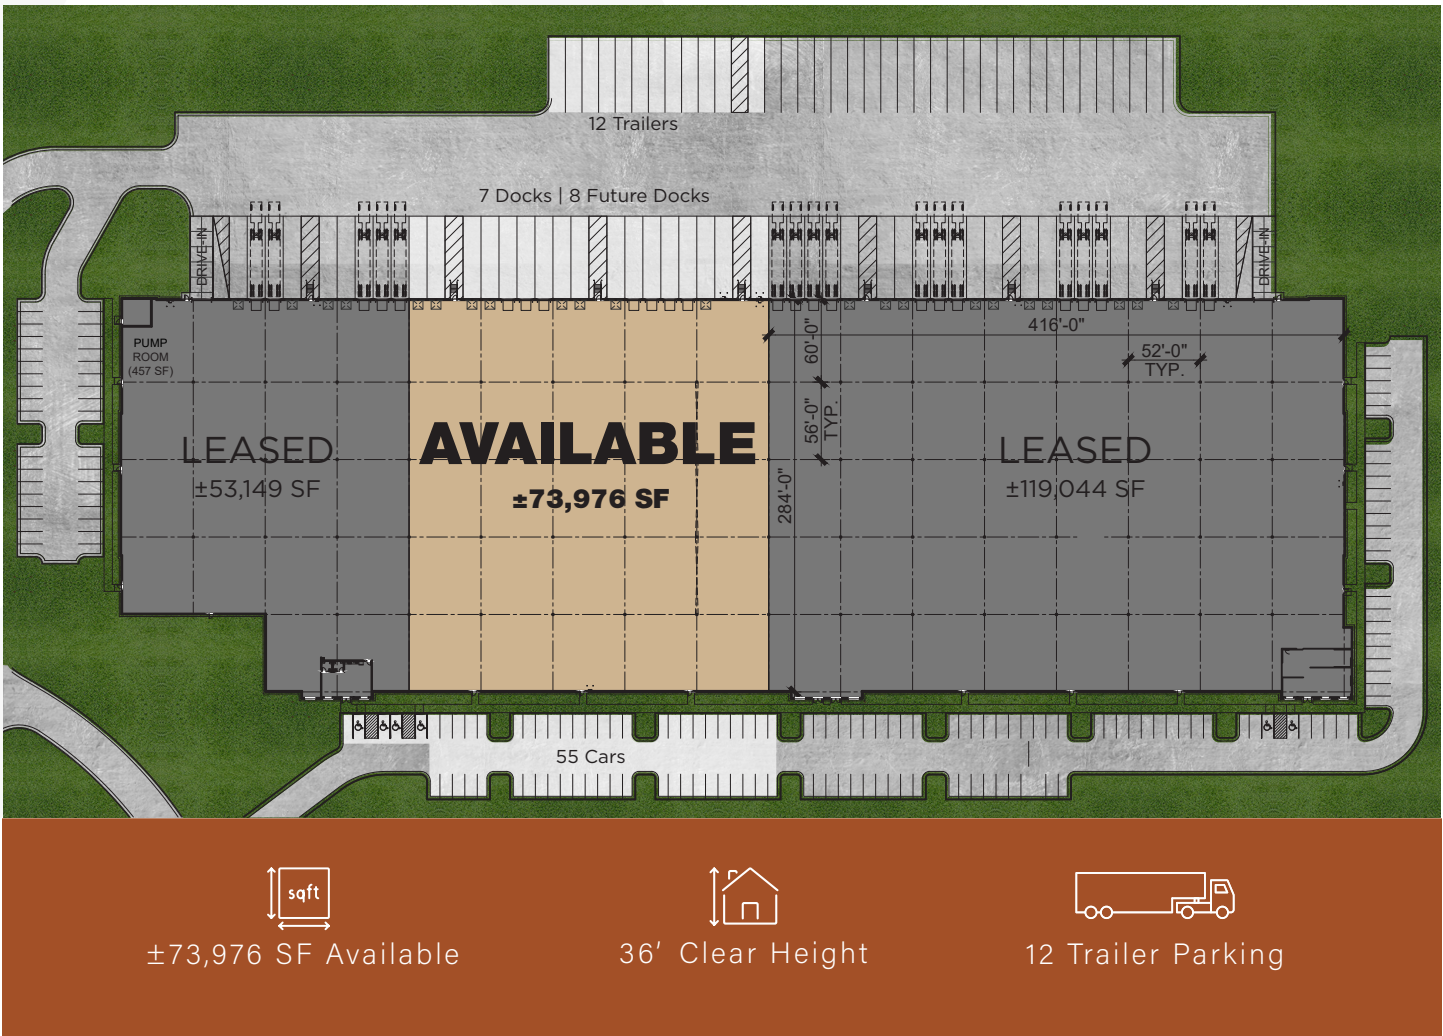 12 Trailers
7 Docks | 8 Future Docks
DRIVE-IN
DRIVE-IN
416'-0"
60'-0"
52'-0"
TYP.
PUMP
ROOM
(457 SF)
56'-0"
TYP.
LEASED
±53,149 SF
AVAILABLE
±73,976 SF
284'-0"
LEASED
±119,044 SF
55 Cars
sqft
±73,976 SF Available
36' Clear Height
12 Trailer Parking